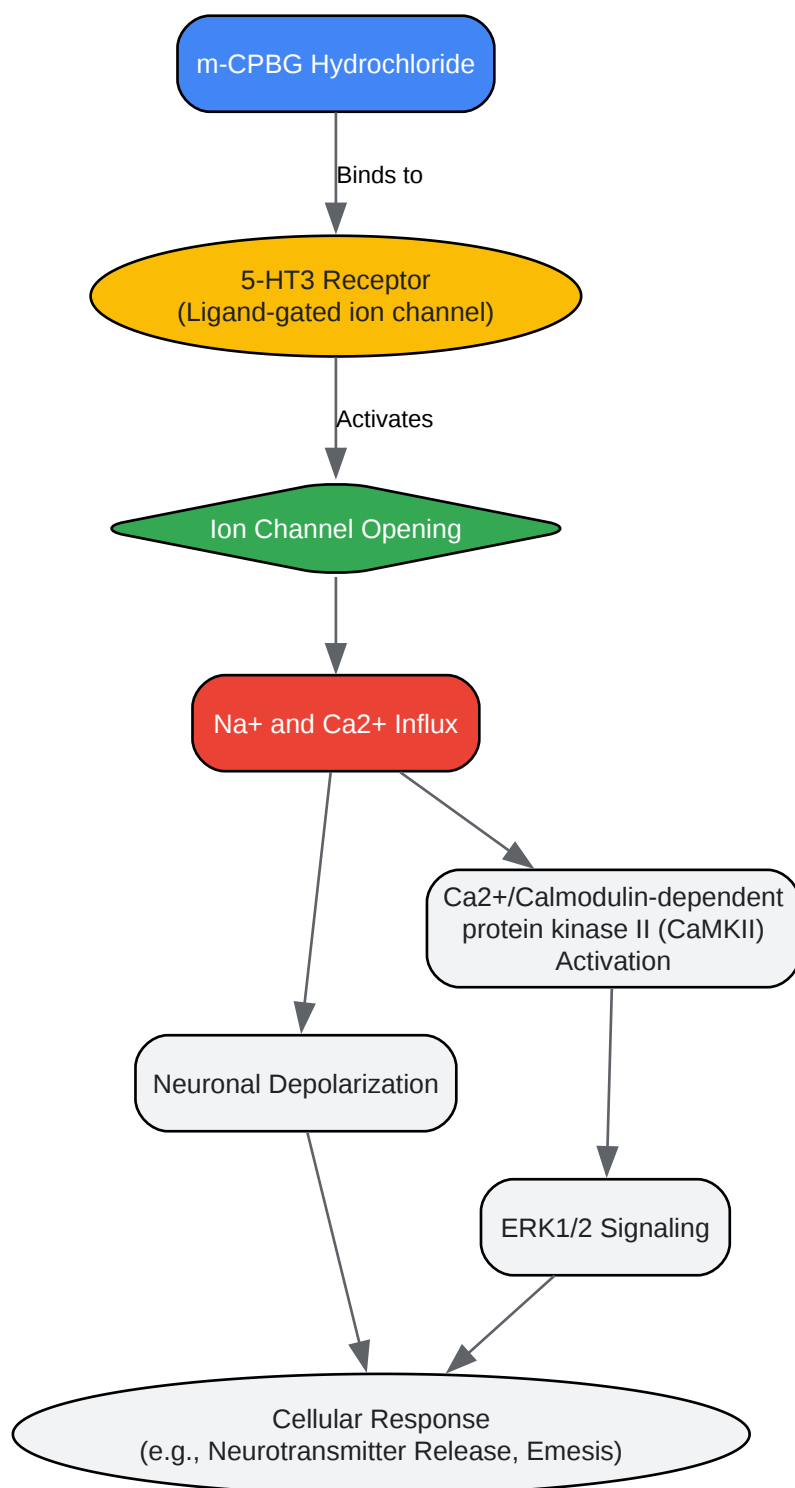 m-CPBG Hydrochloride
Binds to
5-HT3 Receptor
(Ligand-gated ion channel)
Activates
Ion Channel Opening
Na+ and Ca2+ Influx
Ca2+/Calmodulin-dependent
protein kinase II (CaMKII)
Activation
Neuronal Depolarization
ERK1/2 Signaling
Cellular Response
(e.g., Neurotransmitter Release, Emesis)